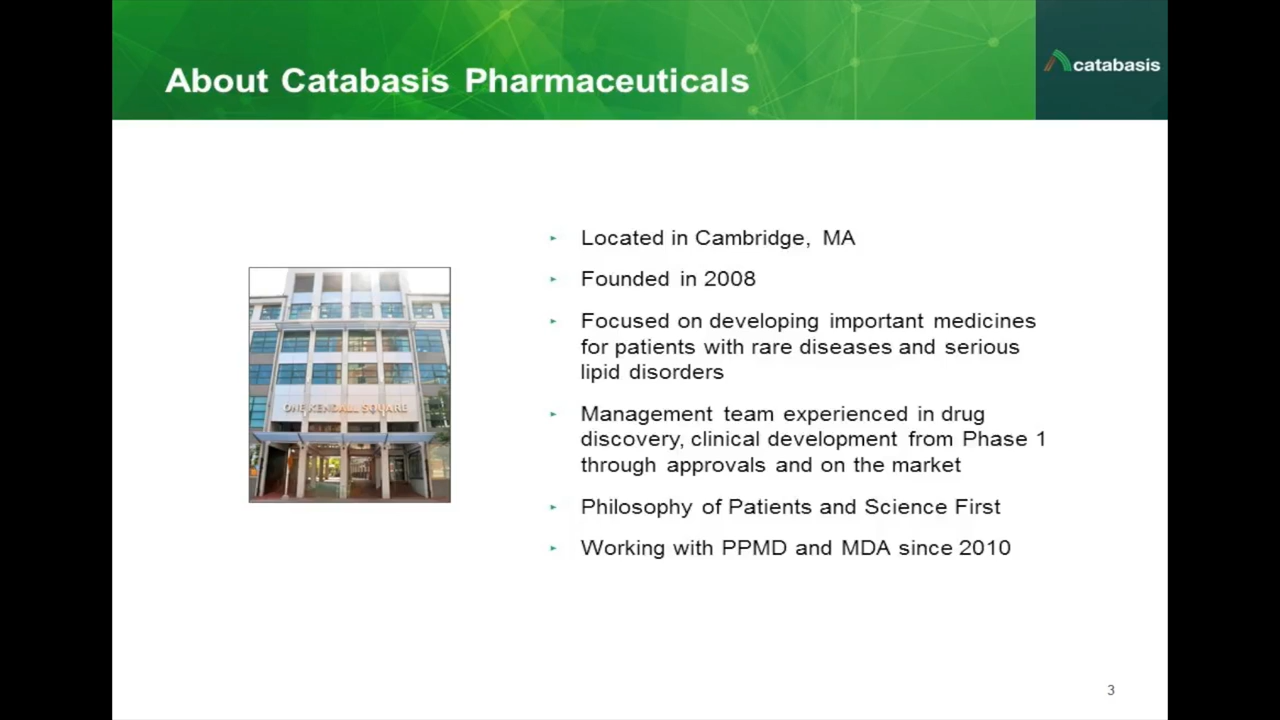 About Catabasis Pharmaceuticals
catabasis
Located in Cambridge, MA
Founded in 2008
Focused on developing important medicines
for patients with rare diseases and serious
lipid disorders
Management team experienced in drug
discovery, clinical development from Phase 1
through approvals and on the market
Philosophy of Patients and Science First
Working with PPMD and MDA since 2010
ONE KENDALL SQUARE
3